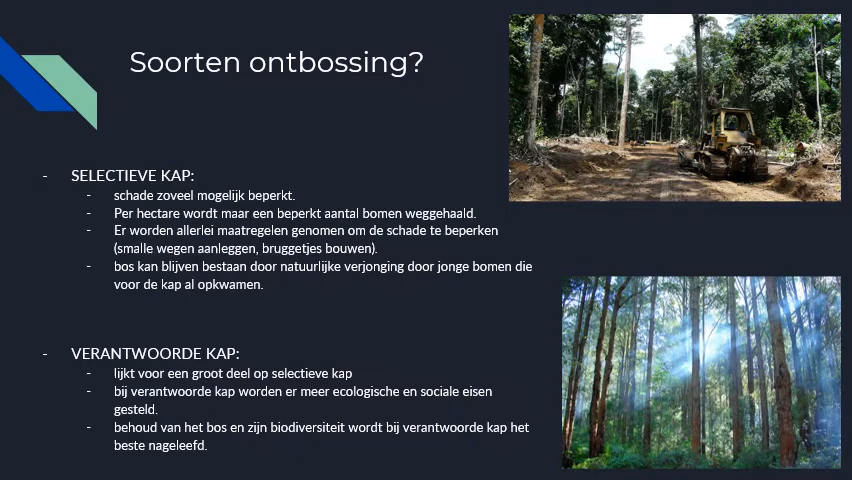 Soorten ontbossing?
- SELECTIEVE KAP:
- schade zoveel mogelijk beperkt.
- Per hectare wordt maar een beperkt aantal bomen weggehaald.
- Er worden allerlei maatregelen genomen om de schade te beperken
(smalle wegen aanleggen, bruggetjes bouwen).
- bos kan blijven bestaan door natuurlijke verjonging door jonge bomen die
voor de kap al opkwamen.
- VERANTWOORDE KAP:
- lijkt voor een groot deel op selectieve kap
- bij verantwoorde kap worden er meer ecologische en sociale eisen
gesteld.
- behoud van het bos en zijn biodiversiteit wordt bij verantwoorde kap het
beste nageleefd.